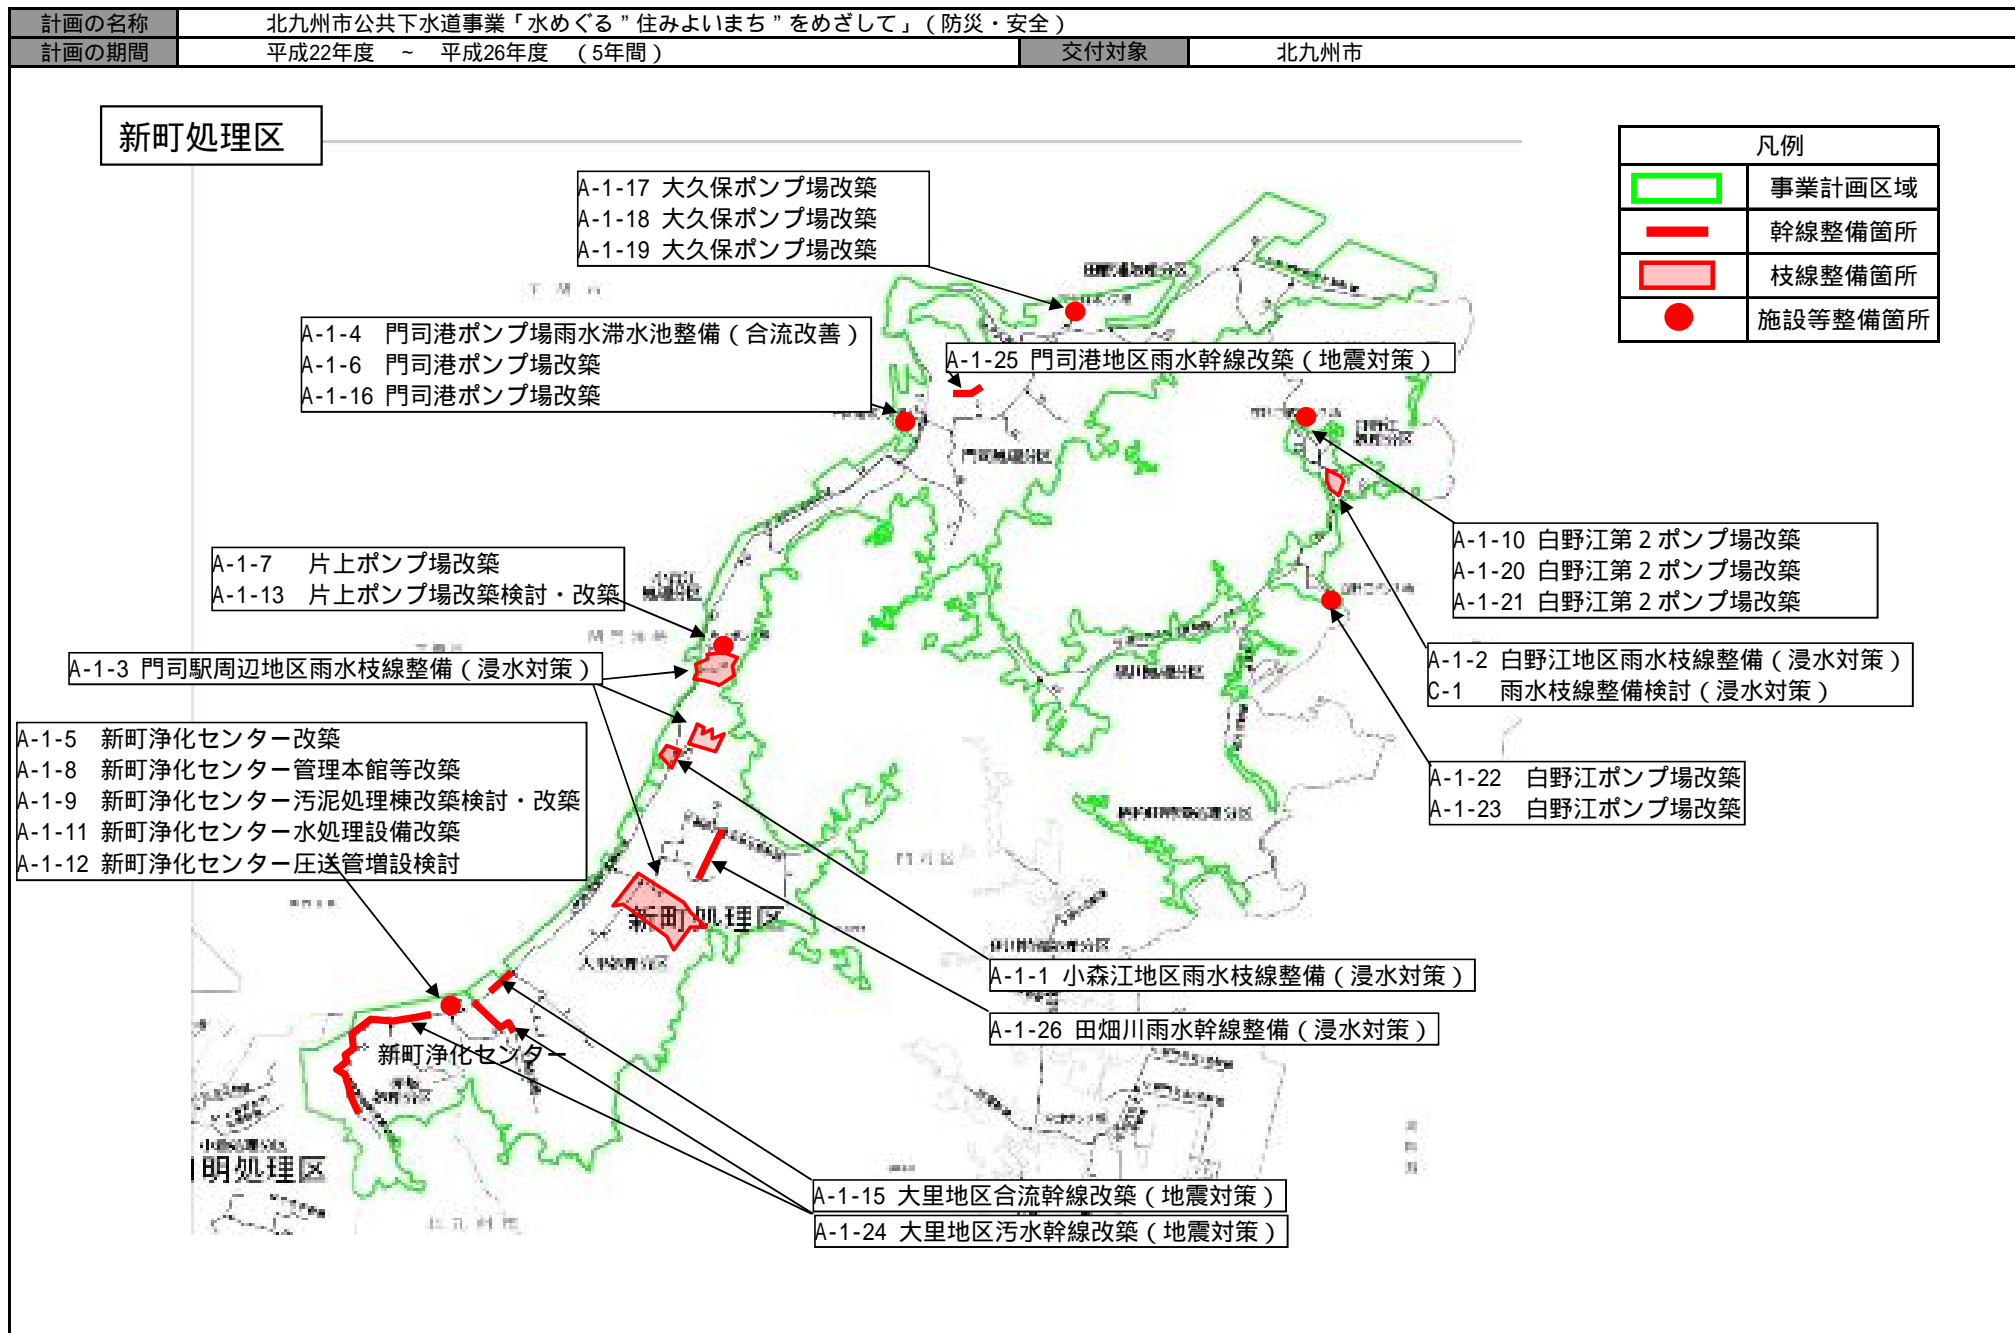 計画の名称 北九州市公共下水道事業「水めぐる”住みよいまち”をめざして」（防災・安全）
計画の期間 平成22年度 ～ 平成26年度 （5年間） 交付対象 北九州市
新町処理区
凡例
事業計画区域
幹線整備箇所
枝線整備箇所
施設等整備箇所
A-1-17 大久保ポンプ場改築
A-1-18 大久保ポンプ場改築
A-1-19 大久保ポンプ場改築
A-1-4 門司港ポンプ場雨水滞水池整備（合流改善）
A-1-6 門司港ポンプ場改築
A-1-16 門司港ポンプ場改築
A-1-25 門司港地区雨水幹線改築（地震対策）
門司処理分区
A-1-10 白野江第２ポンプ場改築
A-1-20 白野江第２ポンプ場改築
A-1-21 白野江第２ポンプ場改築
A-1-7 片上ポンプ場改築
A-1-13 片上ポンプ場改築検討・改築
A-1-3 門司駅周辺地区雨水枝線整備（浸水対策）
A-1-2 白野江地区雨水枝線整備（浸水対策）
C-1 雨水枝線整備検討（浸水対策）
A-1-5 新町浄化センター改築
A-1-8 新町浄化センター管理本館等改築
A-1-9 新町浄化センター汚泥処理棟改築検討・改築
A-1-11 新町浄化センター水処理設備改築
A-1-12 新町浄化センター圧送管増設検討
A-1-22 白野江ポンプ場改築
A-1-23 白野江ポンプ場改築
門司区
新町処理区
大里処理分区
A-1-1 小森江地区雨水枝線整備（浸水対策）
A-1-26 田畑川雨水幹線整備（浸水対策）
新町浄化センター
明処理区
A-1-15 大里地区合流幹線改築（地震対策）
A-1-24 大里地区汚水幹線改築（地震対策）
北九州市